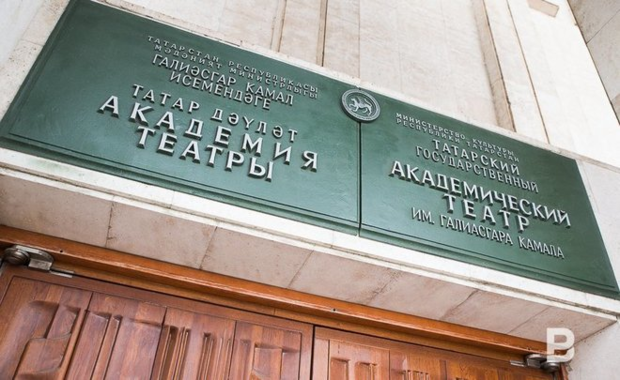 ТАТАРСТАН РЕСПУБЛИКАСЫ
МӘДӘНИЯТ МИНИСТРЛЫГЫ
ГАЛИӘСГАР КАМАЛ
ИСЕМЕНДӘГЕ
ТАТАР ДӘҮЛӘТ
АКАДЕМИЯ
ТЕАТРЫ
МИНИСТЕРСТВО КУЛЬТУРЫ
РЕСПУБЛИКИ ТАТАРСТАН
ТАТАРСКИЙ
ГОСУДАРСТВЕННЫЙ
АКАДЕМИЧЕСКИЙ
ТЕАТР
ИМ. ГАЛИАСГАРА КАМАЛА
В